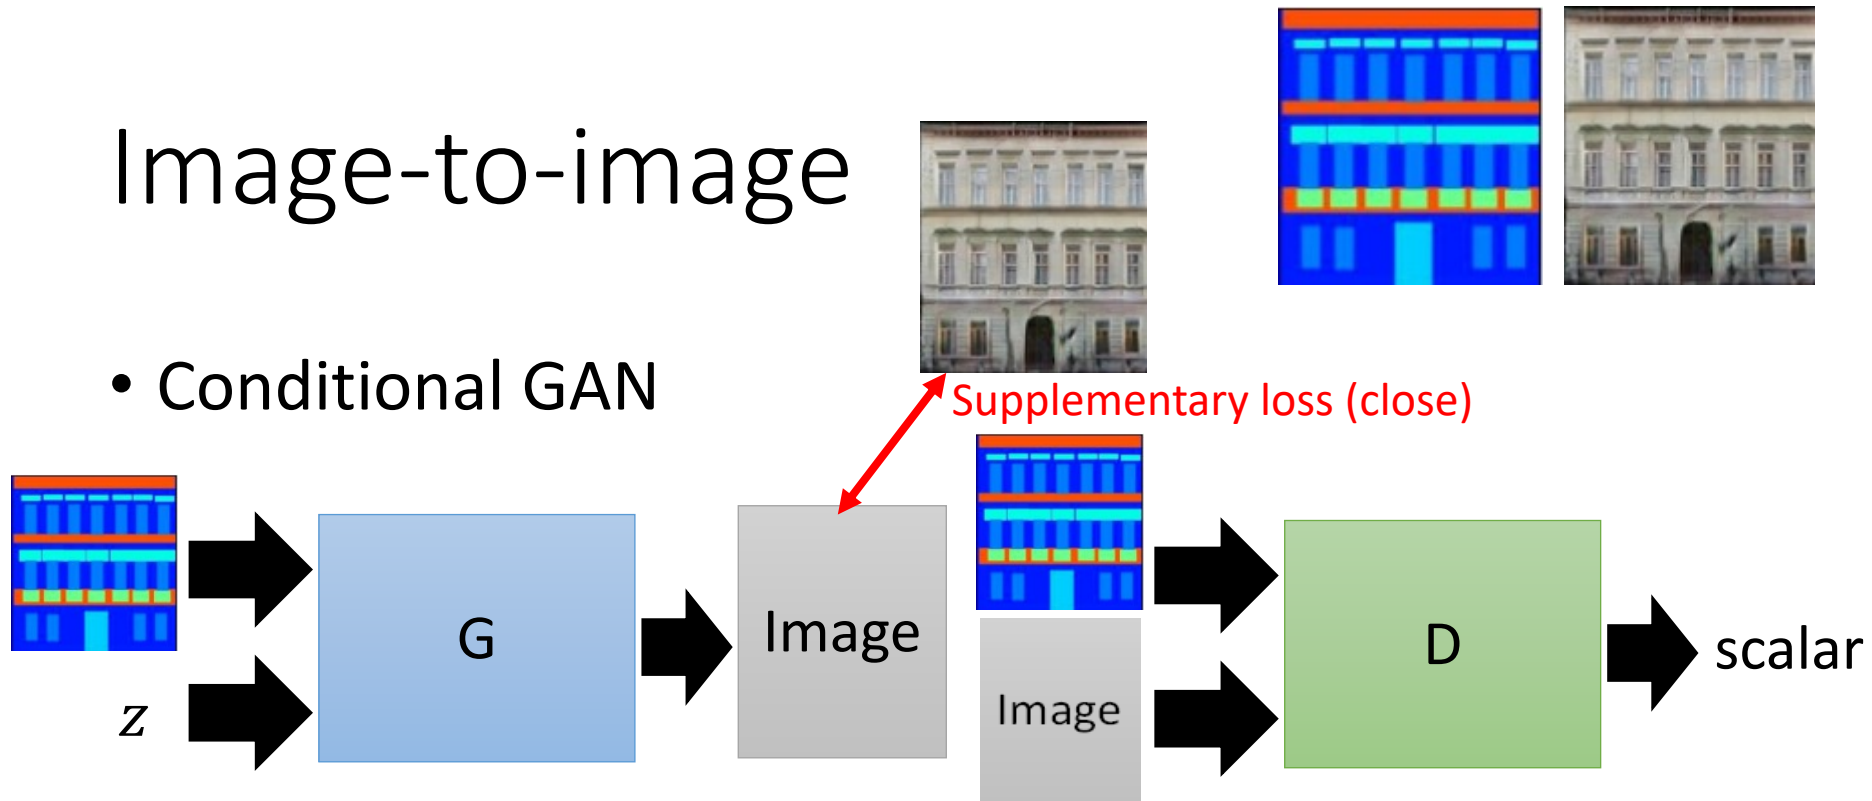 Image-to-image
• Conditional GAN
Supplementary loss (close)
G
Image
D
scalar
z
Image